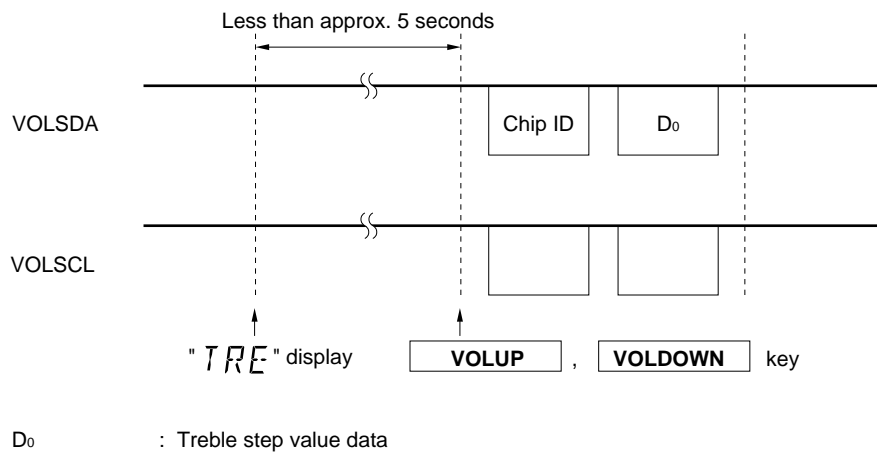 Less than approx. 5 seconds
VOLSDA
Chip ID
D₀
VOLSCL
"TRE" display
VOLUP , VOLDOWN key
D₀ : Treble step value data